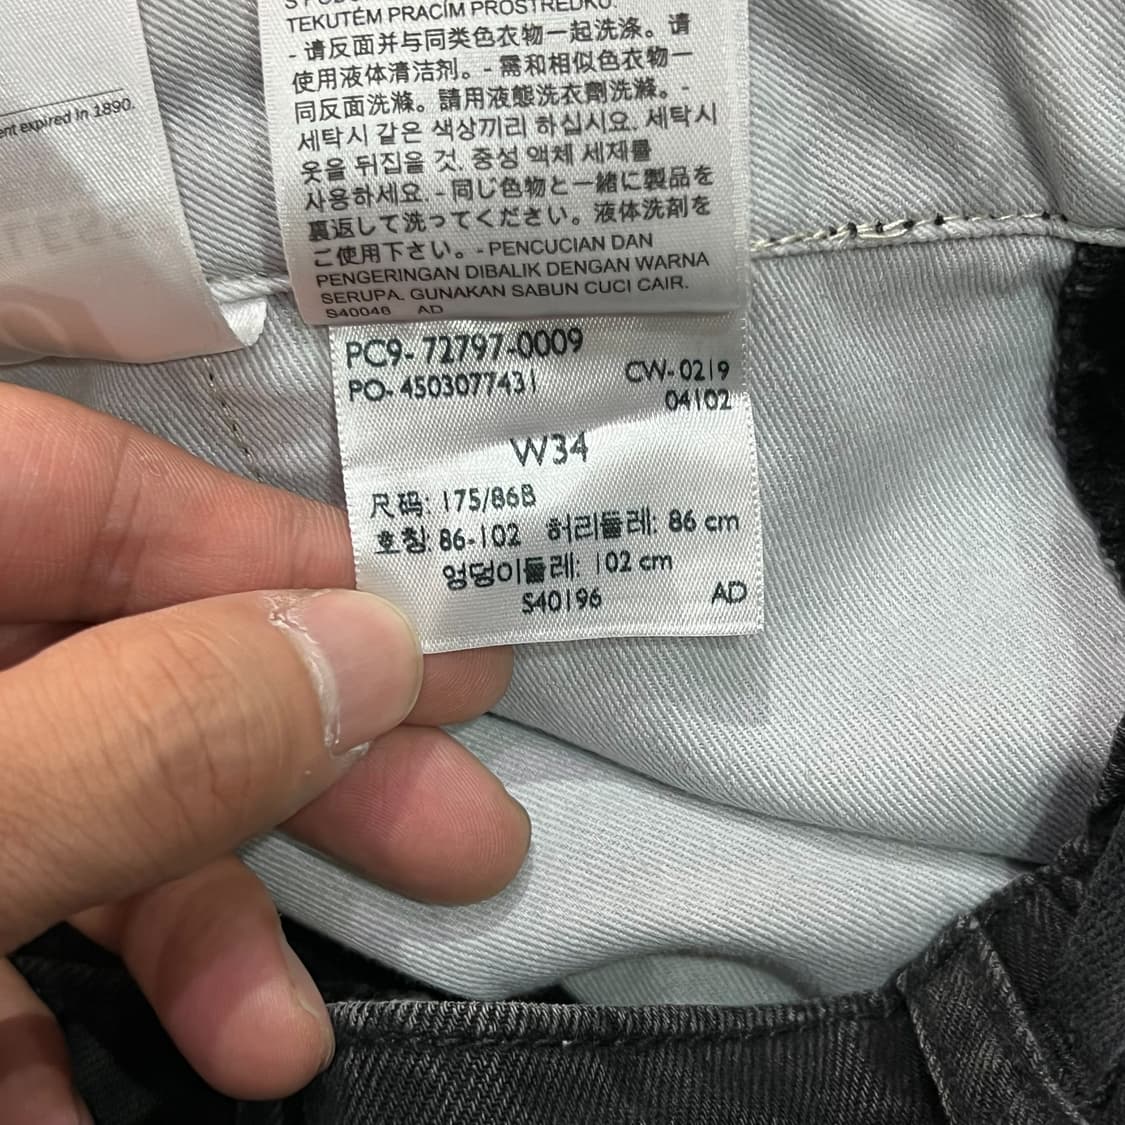 ent expired in 1890.
TEKUTÉM PRACÍM PROSTŘEDKU.
- 请反面并与同类色衣物一起洗涤。请
使用液体清洁剂。- 需和相似色衣物一
同反面洗滌。請用液態洗衣劑洗滌。-
세탁시 같은 색상끼리 하십시요. 세탁시
옷을 뒤집을 것. 중성 액체 세재를
사용하세요. - 同じ色物と一緒に製品を
裏返して洗ってください。液体洗剤を
ご使用下さい。- PENCUCIAN DAN
PENGERINGAN DIBALIK DENGAN WARNA
SERUPA. GUNAKAN SABUN CUCI CAIR.
S40046 AD
PC9- 72797-0009
PO- 4503077431 CW- 0219
04102
W34
尺码: 175/86B
호칭: 86-102 허리둘레: 86 cm
엉덩이둘레: 102 cm
S40196 AD